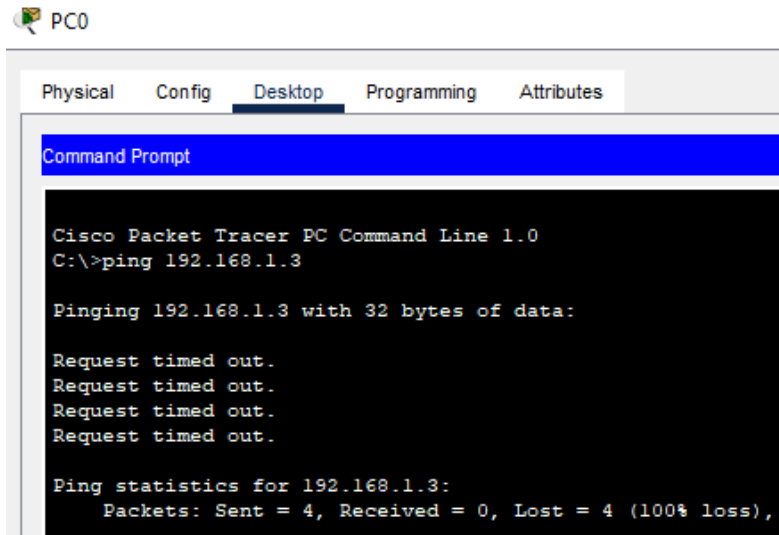 PC0
Physical Config Desktop Programming Attributes
Command Prompt
Cisco Packet Tracer PC Command Line 1.0
C:\>ping 192.168.1.3
Pinging 192.168.1.3 with 32 bytes of data:
Request timed out.
Request timed out.
Request timed out.
Request timed out.
Ping statistics for 192.168.1.3:
Packets: Sent = 4, Received = 0, Lost = 4 (100% loss),